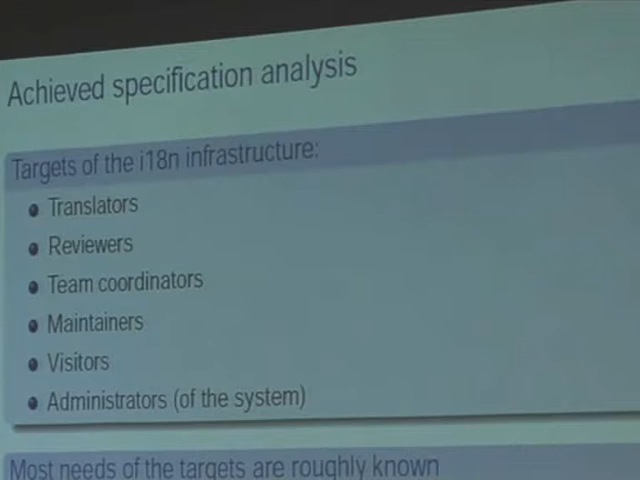 Achieved specification analysis
Targets of the i18n infrastructure:
Translators
Reviewers
Team coordinators
Maintainers
Visitors
Administrators (of the system)
Most needs of the targets are roughly known